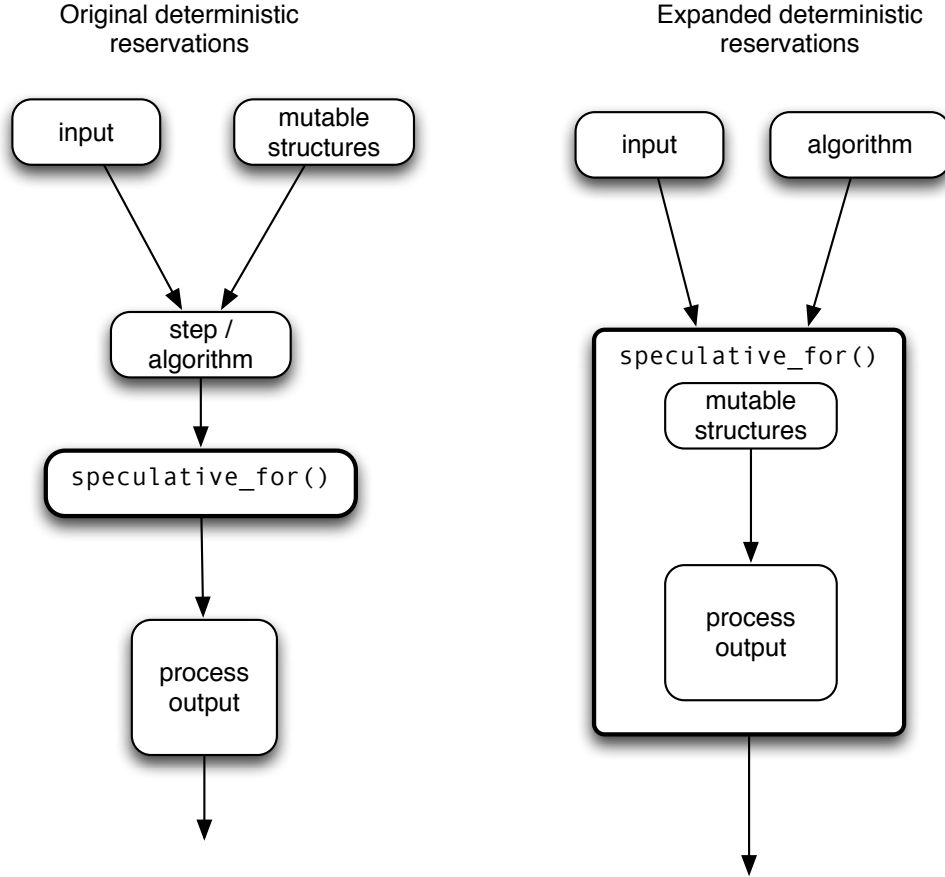 Original deterministic
reservations
input
mutable
structures
step /
algorithm
speculative_for()
process
output
Expanded deterministic
reservations
input
algorithm
speculative_for()
mutable
structures
process
output